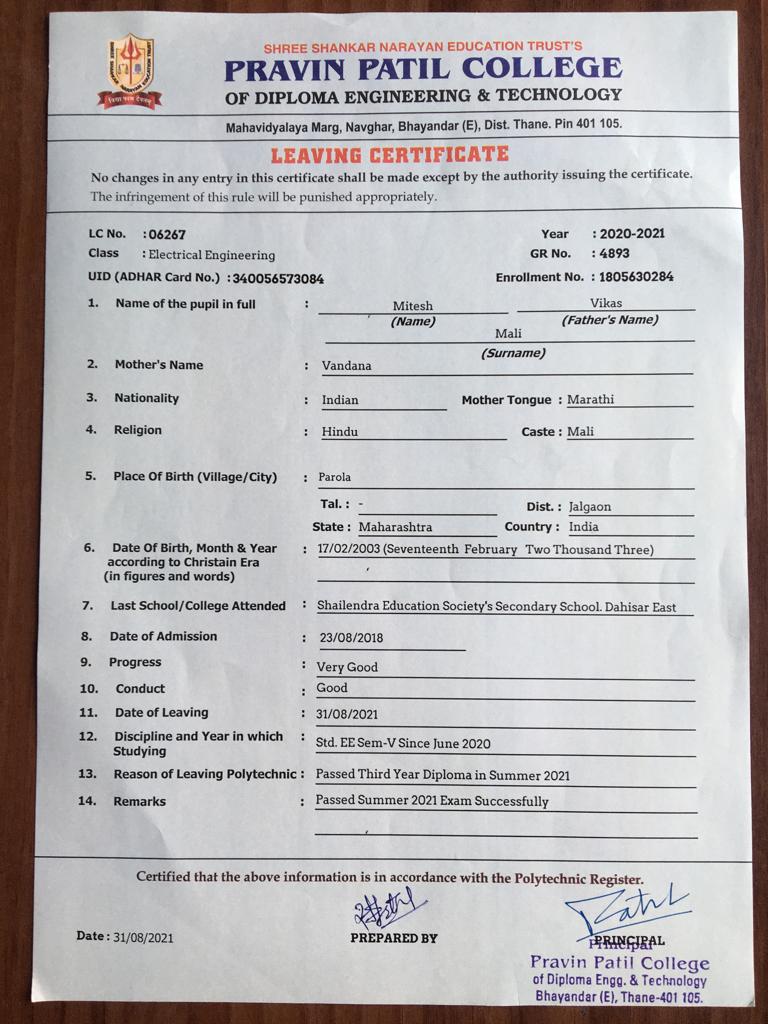 SHREE SHANKAR NARAYAN EDUCATION TRUST'S
PRAVIN PATIL COLLEGE
OF DIPLOMA ENGINEERING & TECHNOLOGY
Mahavidyalaya Marg, Navghar, Bhayandar (E), Dist. Thane. Pin 401 105.
LEAVING CERTIFICATE
No changes in any entry in this certificate shall be made except by the authority issuing the certificate.
The infringement of this rule will be punished appropriately.
LC No. : 06267 Year : 2020-2021
Class : Electrical Engineering GR No. : 4893
UID (ADHAR Card No.) : 340056573084 Enrollment No. : 1805630284
1. Name of the pupil in full : Mitesh Vikas
(Name) (Father's Name)
Mali
(Surname)
2. Mother's Name : Vandana
3. Nationality : Indian Mother Tongue : Marathi
4. Religion : Hindu Caste : Mali
5. Place Of Birth (Village/City) : Parola
Tal. : - Dist. : Jalgaon
State : Maharashtra Country : India
6. Date Of Birth, Month & Year : 17/02/2003 (Seventeenth February Two Thousand Three)
according to Christain Era
(in figures and words)
7. Last School/College Attended : Shailendra Education Society's Secondary School. Dahisar East
8. Date of Admission : 23/08/2018
9. Progress : Very Good
10. Conduct : Good
11. Date of Leaving : 31/08/2021
12. Discipline and Year in which : Std. EE Sem-V Since June 2020
Studying
13. Reason of Leaving Polytechnic : Passed Third Year Diploma in Summer 2021
14. Remarks : Passed Summer 2021 Exam Successfully
Certified that the above information is in accordance with the Polytechnic Register.
Date : 31/08/2021 PREPARED BY PRINCIPAL
Principal
Pravin Patil College
of Diploma Engg. & Technology
Bhayandar (E), Thane-401 105.